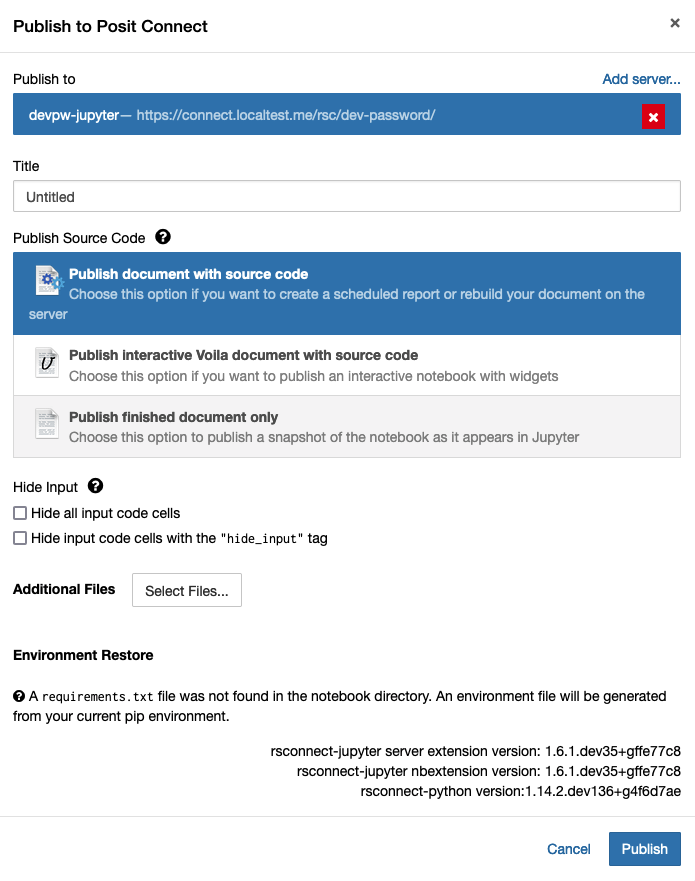 Publish to Posit Connect
×
Publish to
Add server...
devpw-jupyter— https://connect.localtest.me/rsc/dev-password/
Title
Untitled
Publish Source Code ?
Publish document with source code
Choose this option if you want to create a scheduled report or rebuild your document on the
server
Publish interactive Voila document with source code
Choose this option if you want to publish an interactive notebook with widgets
Publish finished document only
Choose this option to publish a snapshot of the notebook as it appears in Jupyter
Hide Input ?
Hide all input code cells
Hide input code cells with the "hide_input" tag
Additional Files
Select Files...
Environment Restore
? A requirements.txt file was not found in the notebook directory. An environment file will be generated
from your current pip environment.
rsconnect-jupyter server extension version: 1.6.1.dev35+gffe77c8
rsconnect-jupyter nbextension version: 1.6.1.dev35+gffe77c8
rsconnect-python version:1.14.2.dev136+g4f6d7ae
Cancel
Publish